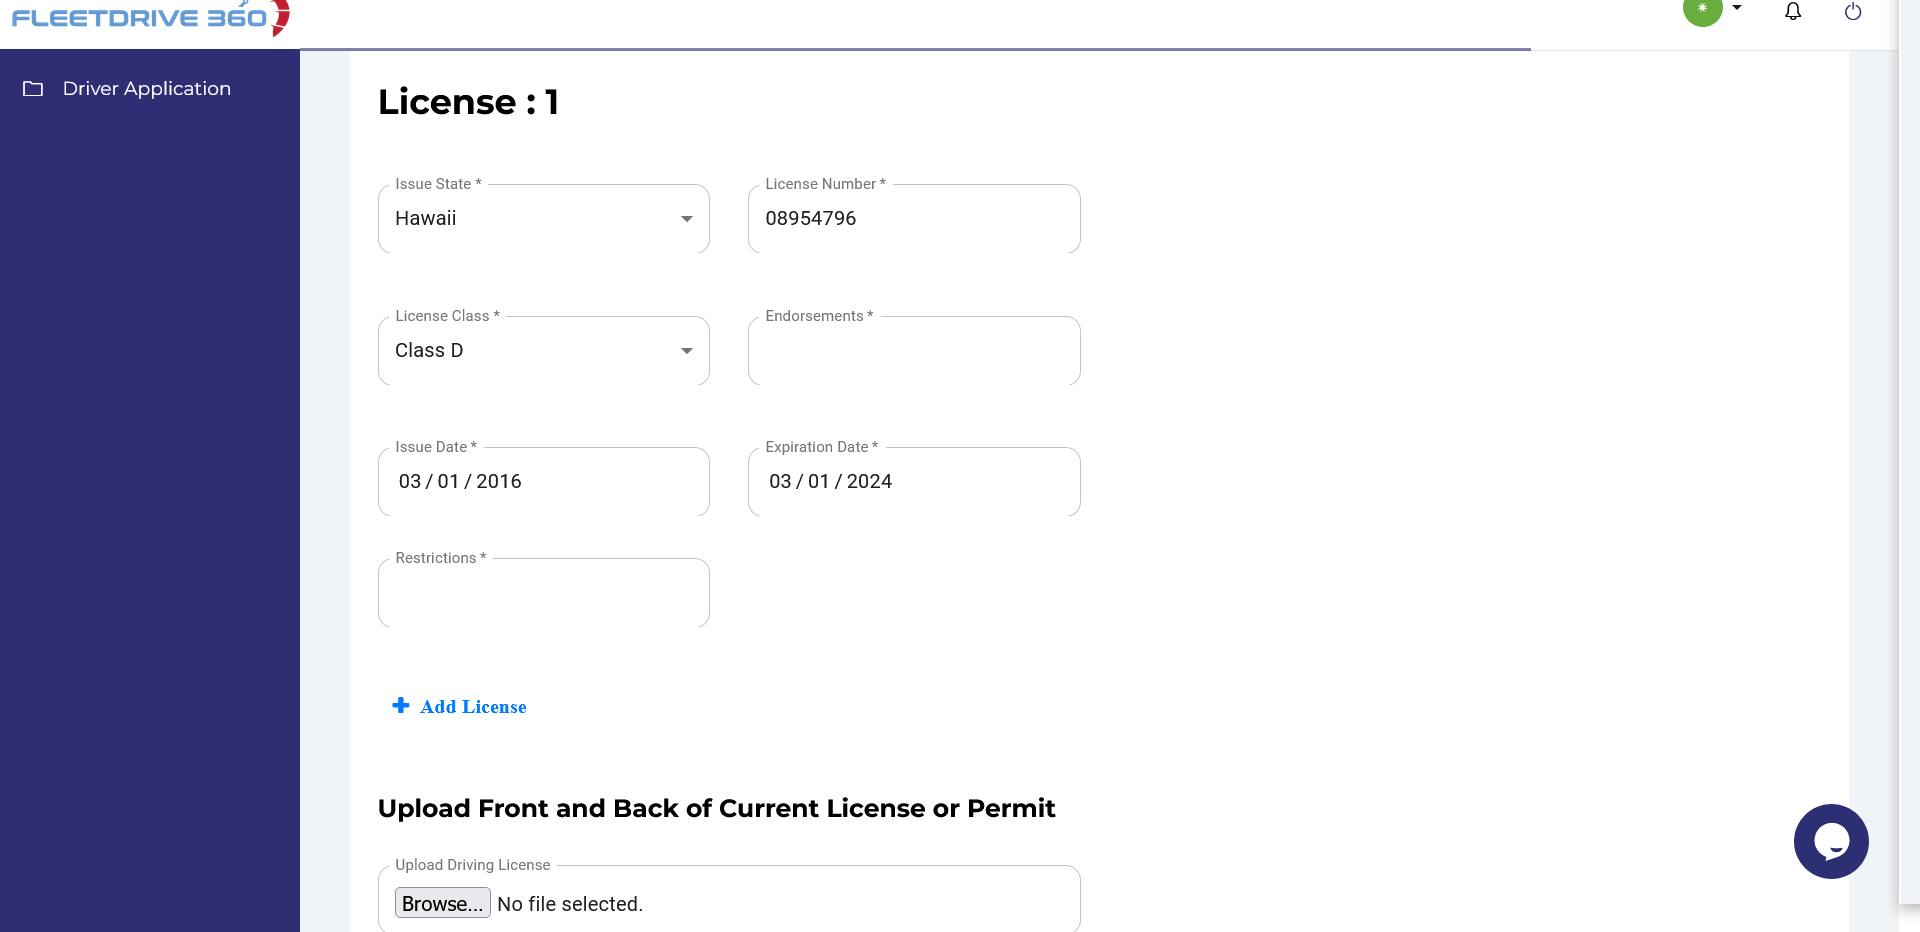 FLEETDRIVE 360
Driver Application
License : 1
Issue State *
Hawaii
License Number *
08954796
License Class *
Class D
Endorsements *
Issue Date *
03 / 01 / 2016
Expiration Date *
03 / 01 / 2024
Restrictions *
Add License
Upload Front and Back of Current License or Permit
Upload Driving License
Browse... No file selected.